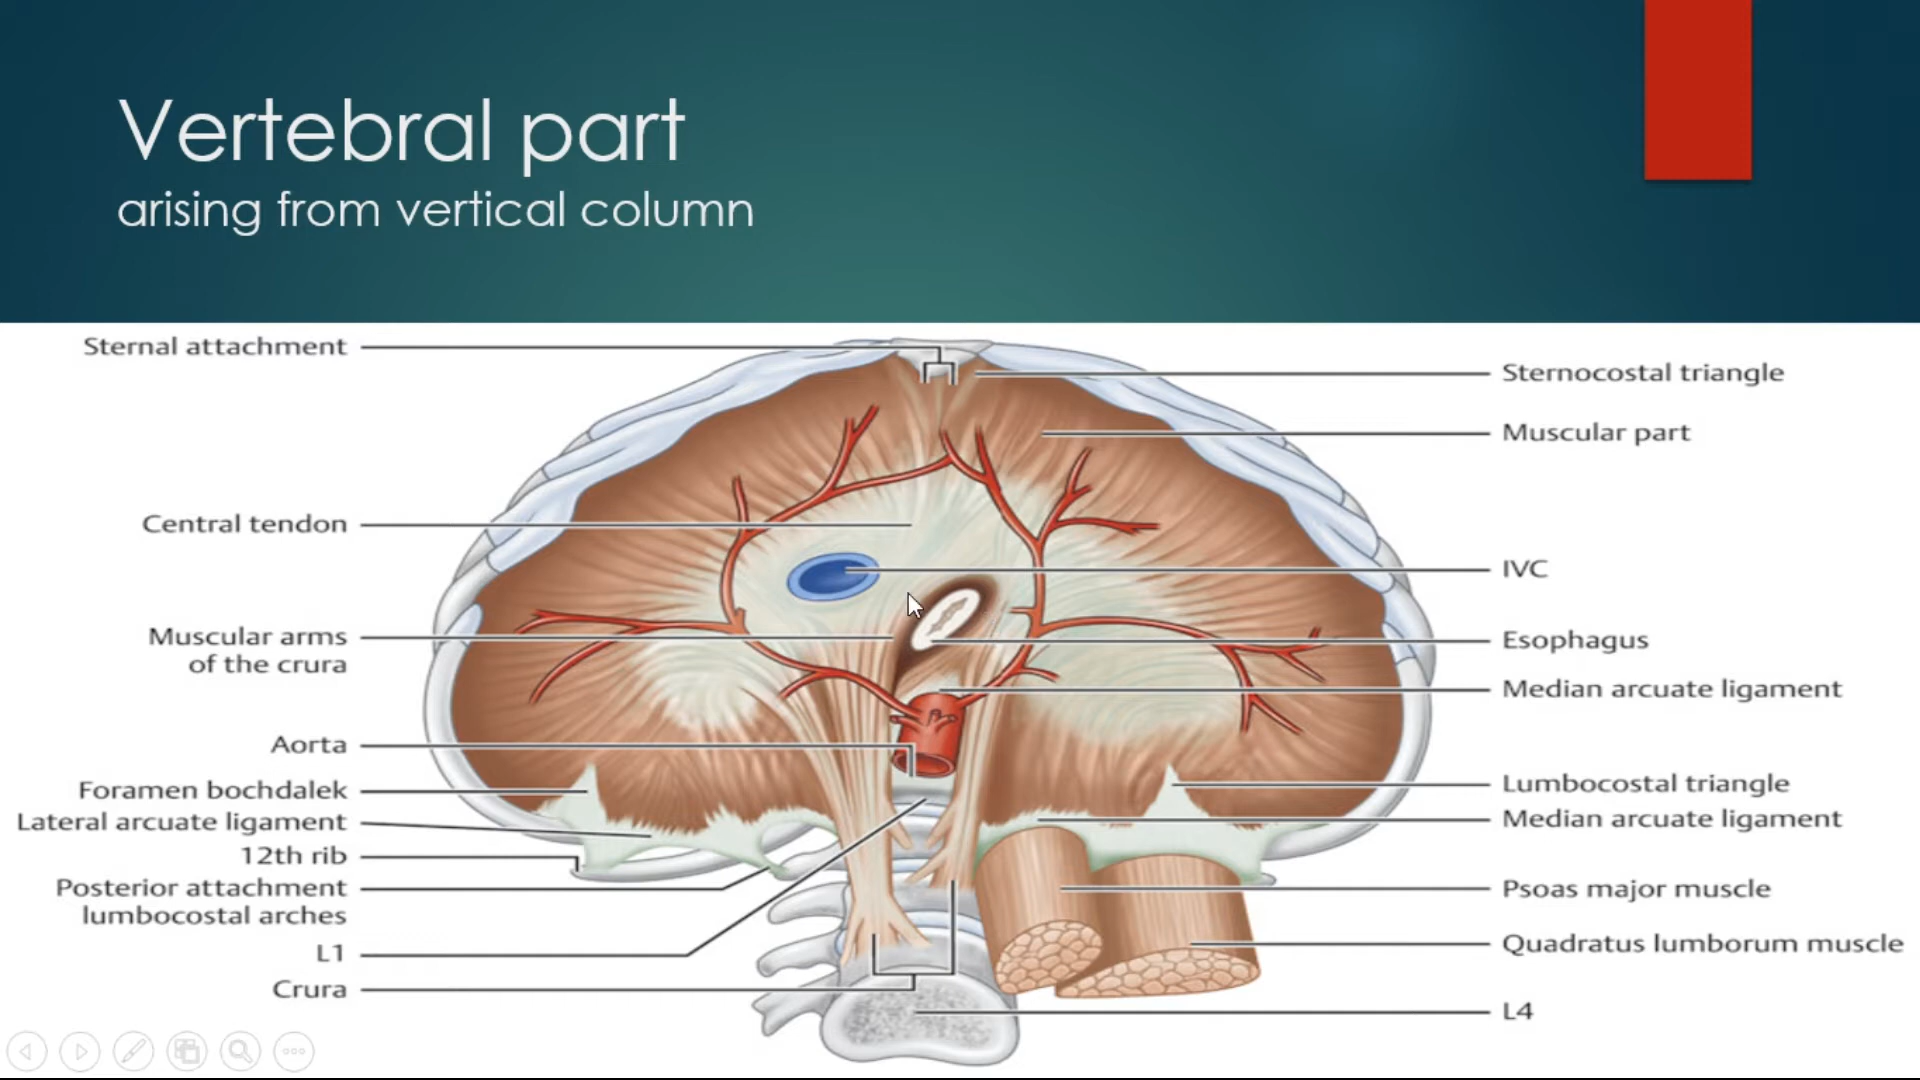 Vertebral part
arising from vertical column
Sternal attachment
Central tendon
Muscular arms
of the crura
Aorta
Foramen bochdalek
Lateral arcuate ligament
12th rib
Posterior attachment
lumbocostal arches
L1
Crura
Sternocostal triangle
Muscular part
IVC
Esophagus
Median arcuate ligament
Lumbocostal triangle
Median arcuate ligament
Psoas major muscle
Quadratus lumborum muscle
L4